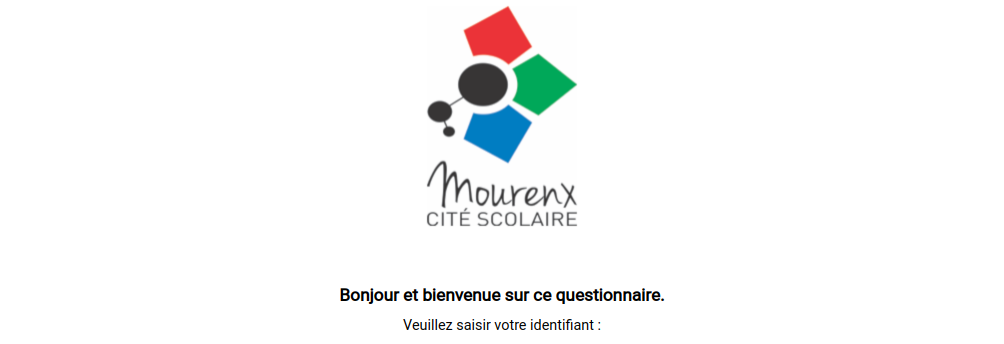 Mourenx
CITÉ SCOLAIRE
Bonjour et bienvenue sur ce questionnaire.
Veuillez saisir votre identifiant :